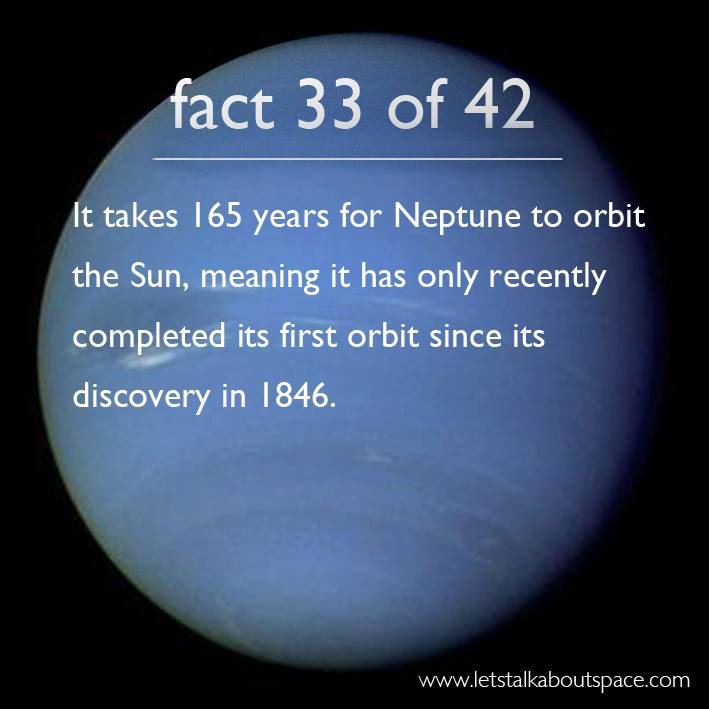 fact 33 of 42
It takes 165 years for Neptune to orbit
the Sun, meaning it has only recently
completed its first orbit since its
discovery in 1846.
www.letstalkaboutspace.com